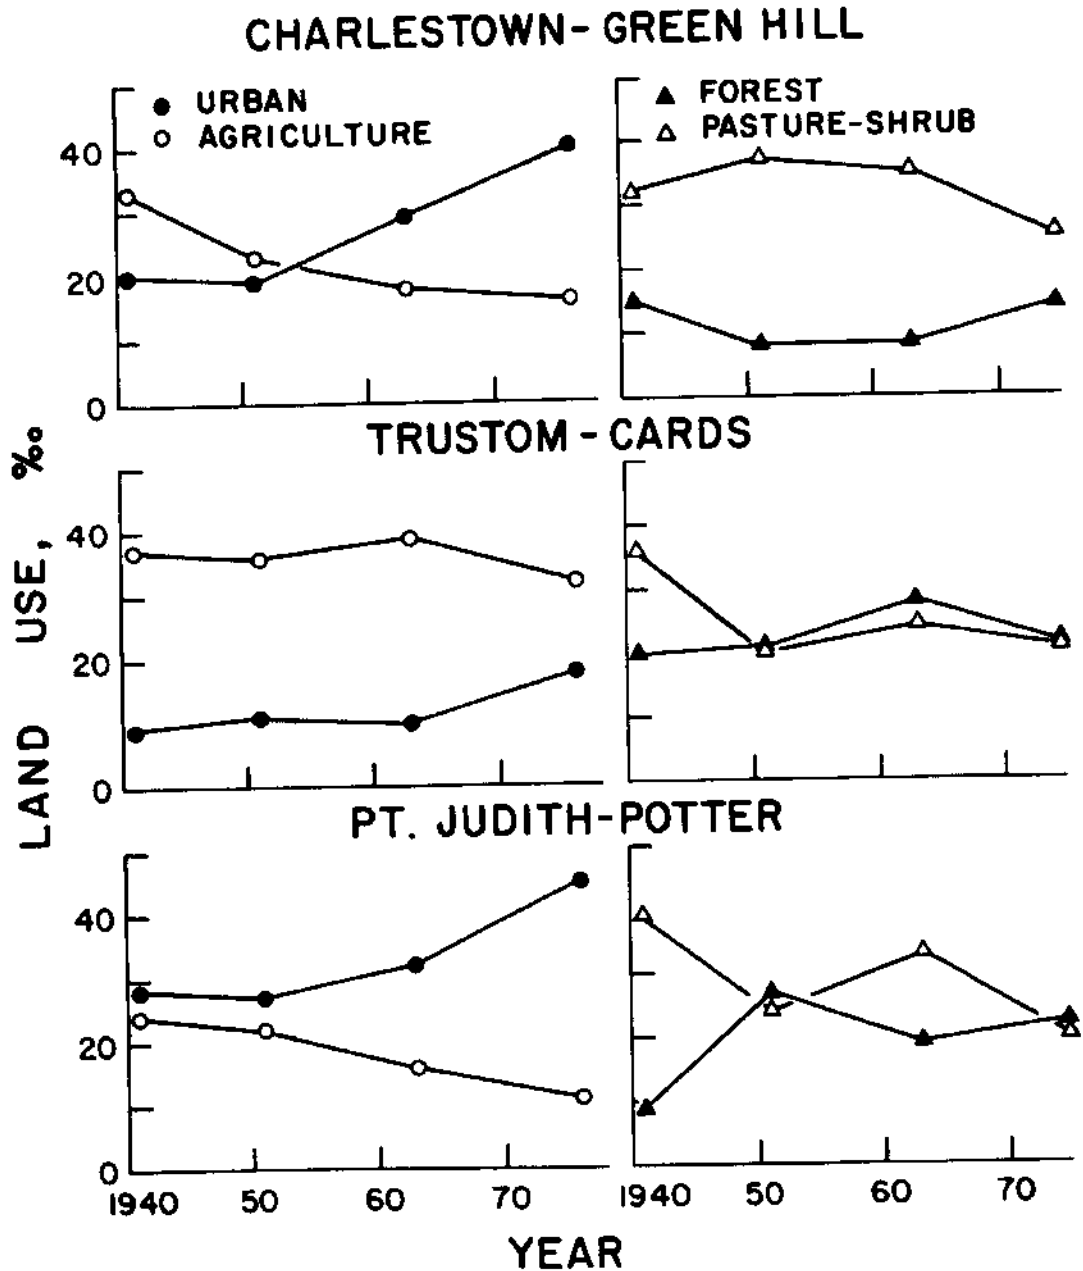 CHARLESTOWN-GREEN HILL
URBAN
AGRICULTURE
FOREST
PASTURE-SHRUB
40
20
0
TRUSTOM-CARDS
40
20
0
LAND USE, %
PT. JUDITH-POTTER
40
20
0
1940 50 60 70
1940 50 60 70
YEAR